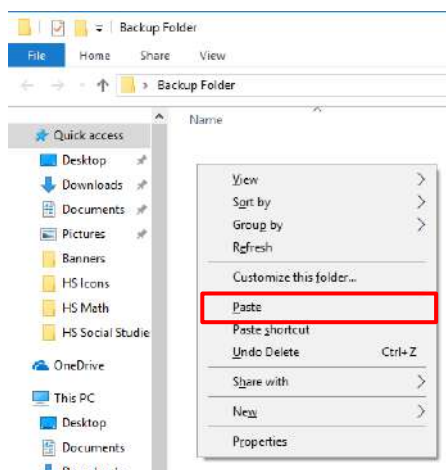 Backup Folder
File Home Share View
Backup Folder
Name
Quick access
Desktop
Downloads
Documents
Pictures
Banners
HS Icons
HS Math
HS Social Studie
OneDrive
This PC
Desktop
Documents
View
Sort by
Group by
Refresh
Customize this folder...
Paste
Paste shortcut
Undo Delete Ctrl+Z
Share with
New
Properties